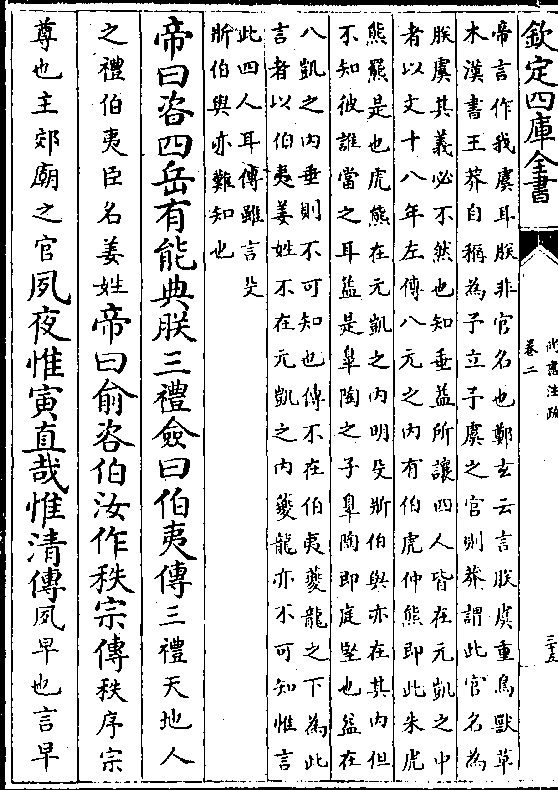 欽定四庫全書
尚書注疏
卷二
三十五
帝言作我虞耳朕非官名也鄭玄云言朕虞重鳥獸草
木漢書王莽自稱為予立予虞之官則莽謂此官名為
朕虞其義必不然也知垂益所讓四人皆在元凱之中
者以文十八年左傳八元之內有伯虎仲熊即此朱虎
熊羆是也虎熊在元凱之內明殳斨伯與亦在其內但
不知彼誰當之耳益是臯陶之子臯陶即庭堅也益在
八凱之內垂則不可知也傳不在伯夷夔龍之下為此
言者以伯夷姜姓不在元凱之內夔龍亦不可知惟言
此四人耳傳雖言殳
斨伯與亦難知也
帝曰咨四岳有能典朕三禮僉曰伯夷傳三禮天地人
之禮伯夷臣名姜姓帝曰俞咨伯汝作秩宗傳秩序宗
尊也主郊廟之官夙夜惟寅直哉惟清傳夙早也言早